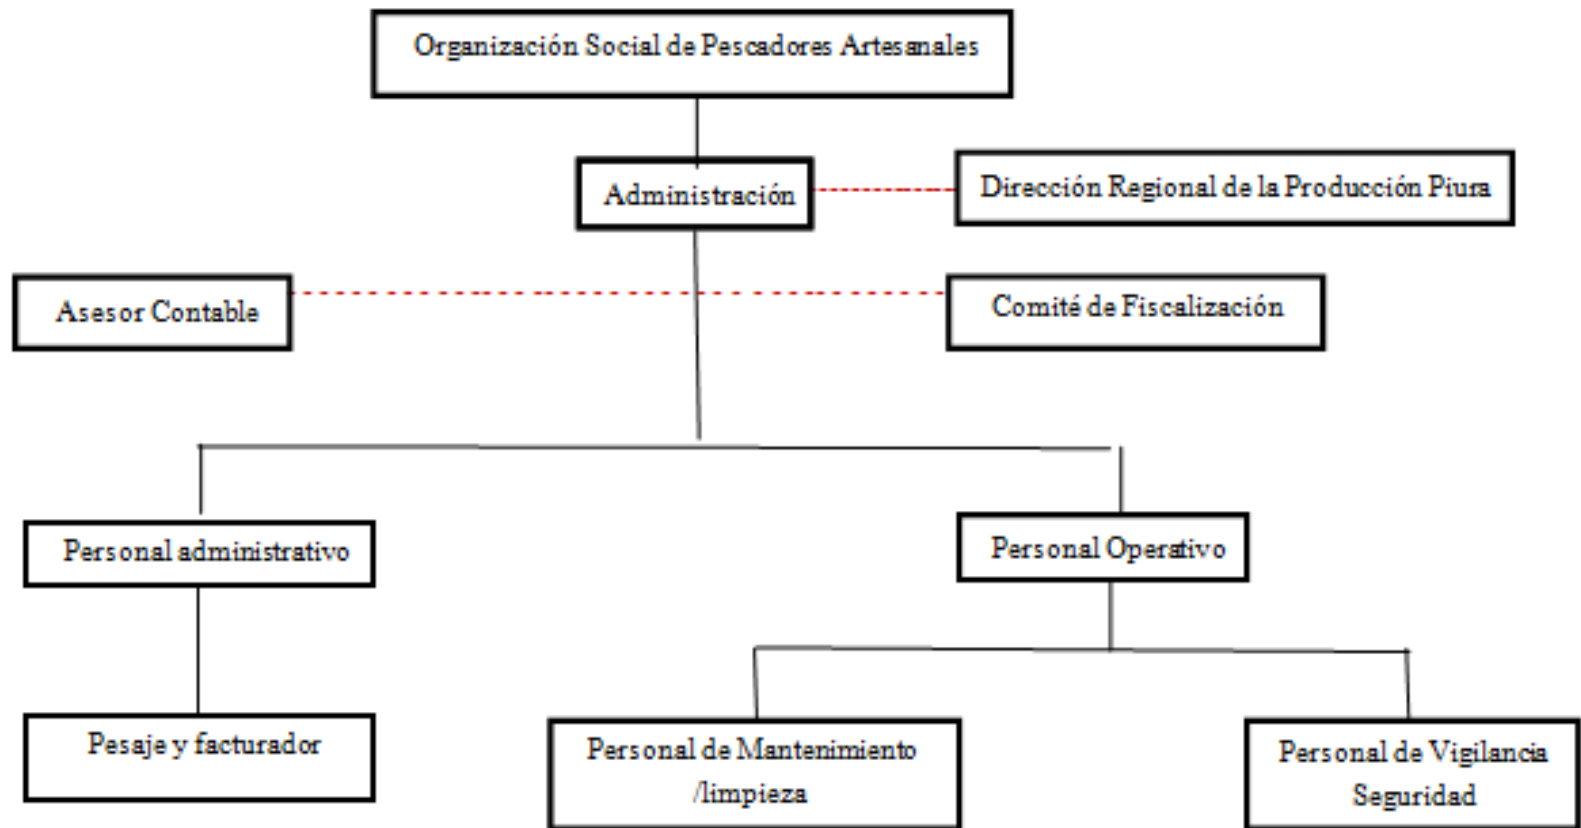 Organización Social de Pescadores Artesanales
Administración
Dirección Regional de la Producción Piura
Asesor Contable
Comité de Fiscalización
Personal administrativo
Personal Operativo
Pesaje y facturador
Personal de Mantenimiento
/limpieza
Personal de Vigilancia
Seguridad